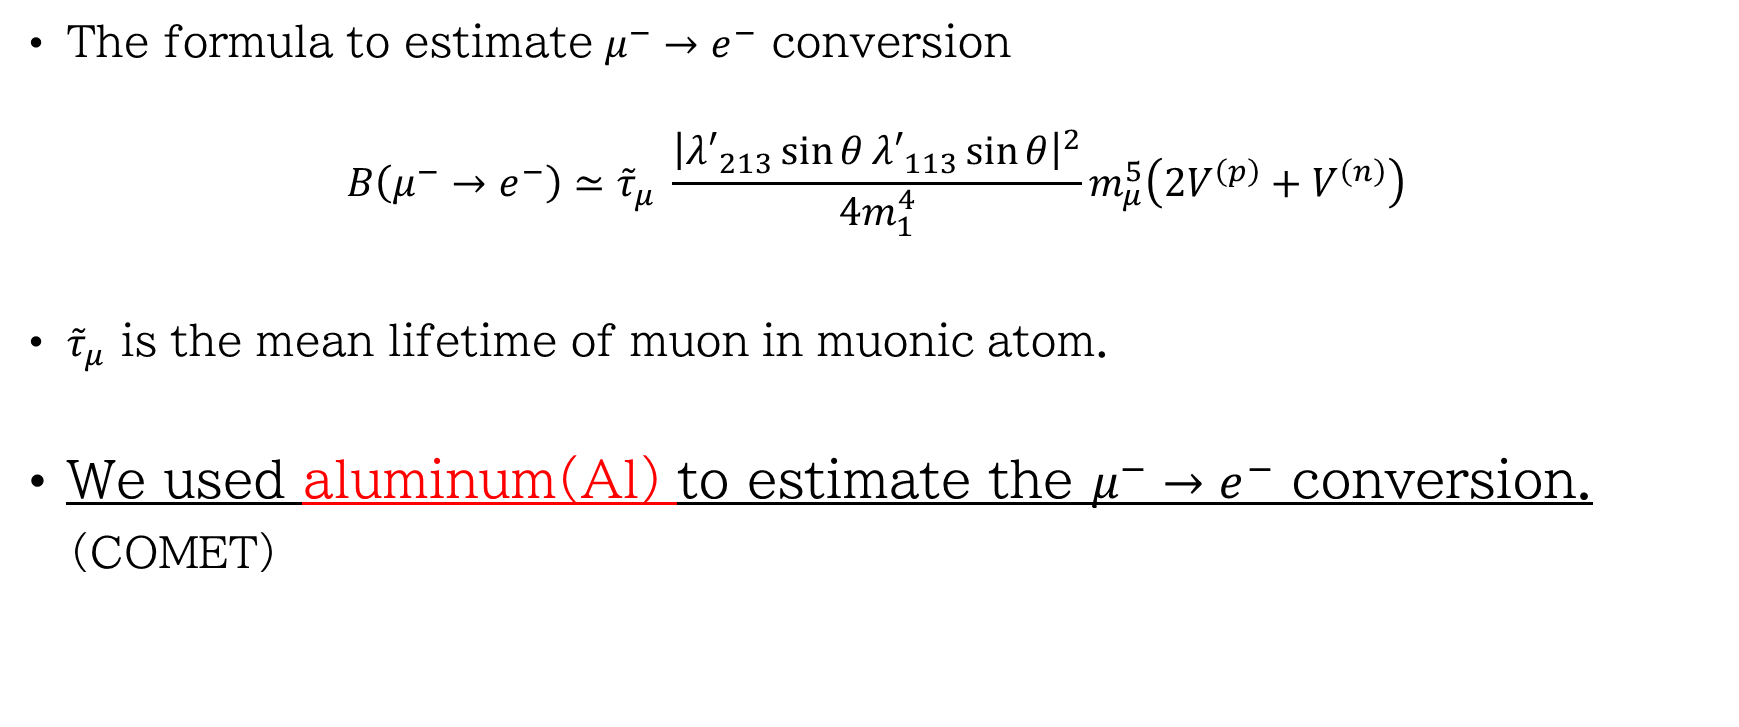 • The formula to estimate μ⁻ → e⁻ conversion
B(μ⁻ → e⁻) ≃ τ̃_μ |λ′₂₁₃ sin θ λ′₁₁₃ sin θ|² / 4m₁⁴ m_μ⁵(2V⁽ᵖ⁾ + V⁽ⁿ⁾)
• τ̃_μ is the mean lifetime of muon in muonic atom.
• We used aluminum(Al) to estimate the μ⁻ → e⁻ conversion.
(COMET)